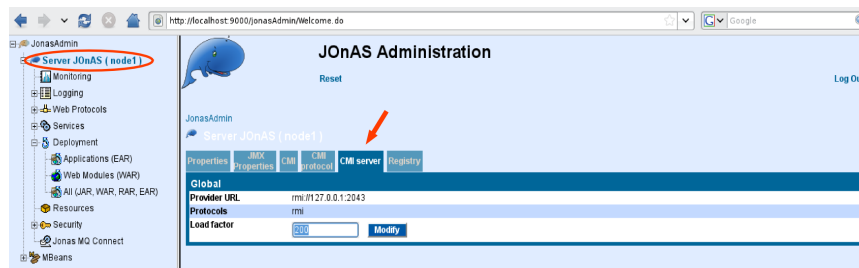 http://localhost:9000/jonasAdmin/Welcome.do
G Google
JonasAdmin
Server JOnAS ( node1 )
Monitoring
Logging
Web Protocols
Services
Deployment
Applications (EAR)
Web Modules (WAR)
All (JAR, WAR, RAR, EAR)
Resources
Security
Jonas MQ Connect
MBeans
JOnAS Administration
Reset
Log Ou
JonasAdmin
Server JOnAS ( node1 )
Properties JMX Properties CMI CMI protocol CMI server Registry
Global
Provider URL rmi://127.0.0.1:2043
Protocols rmi
Load factor 200 Modify